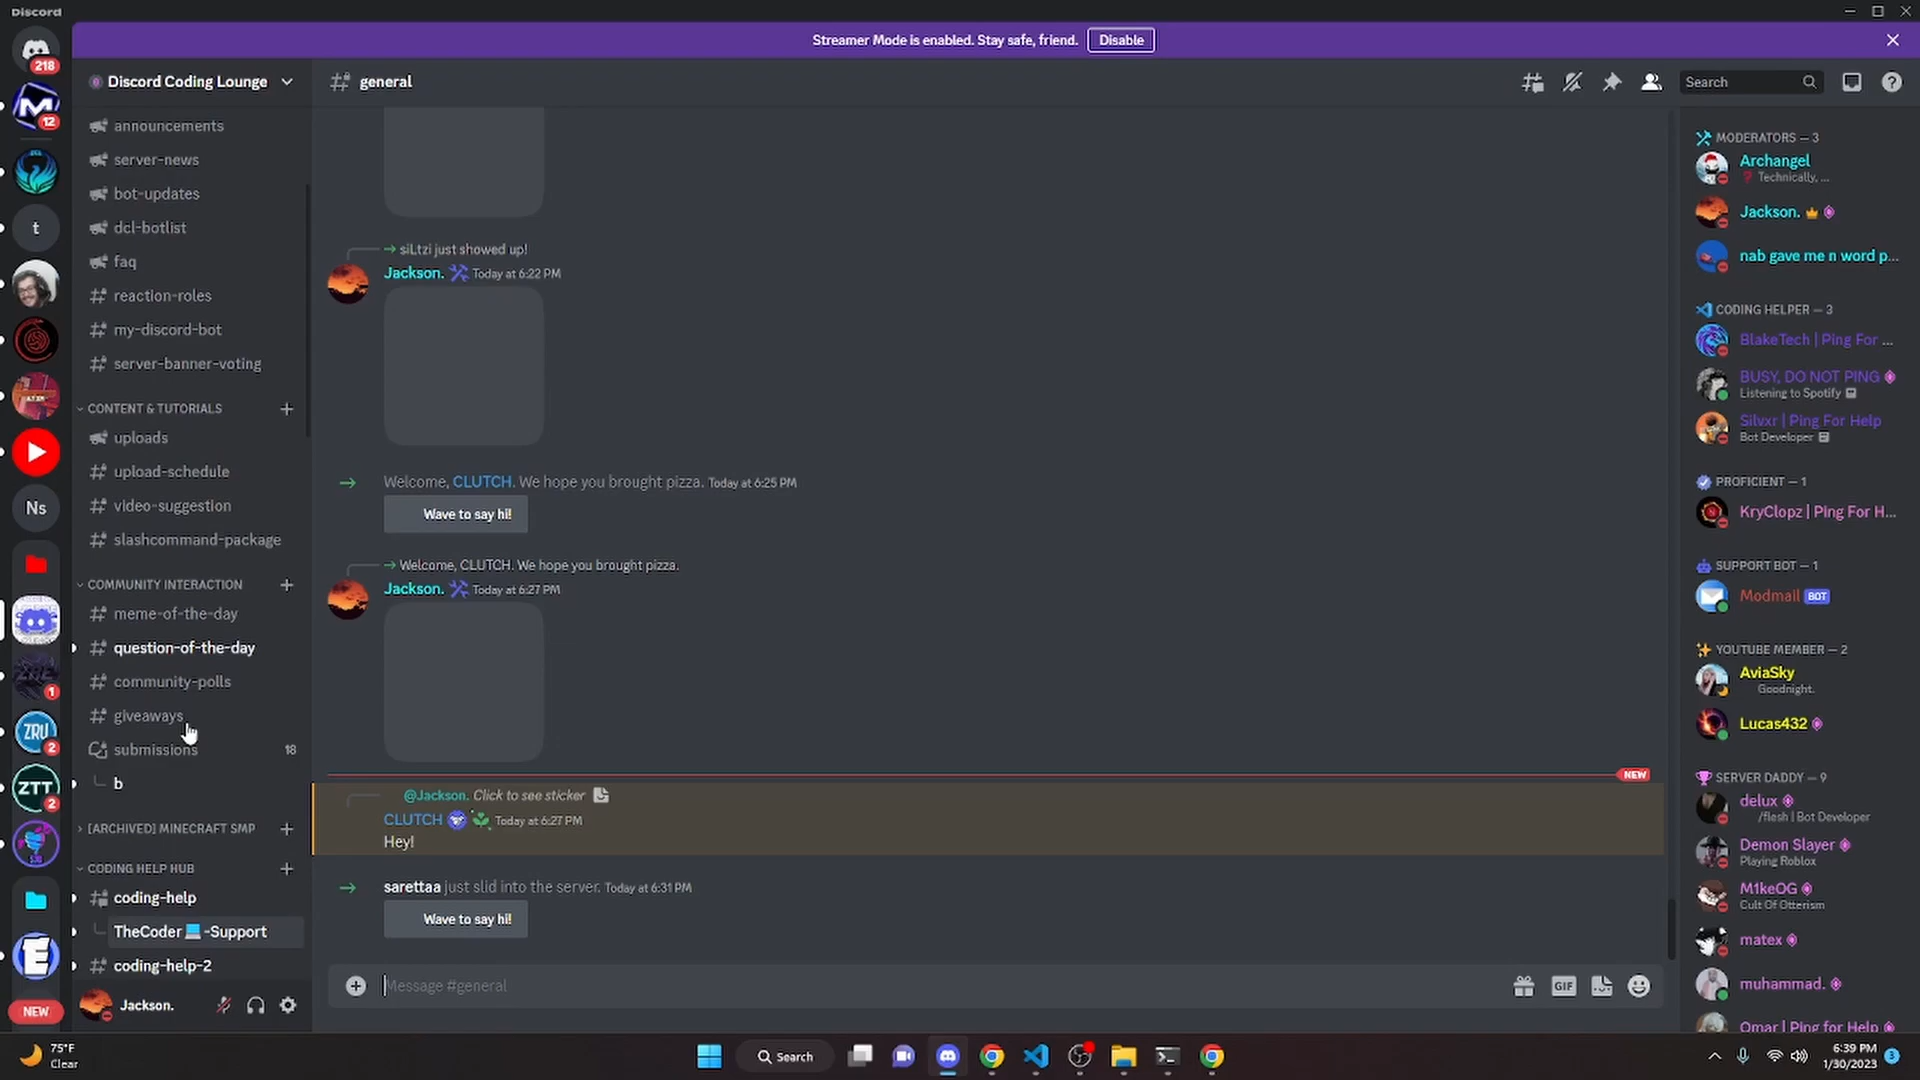 Discord
Streamer Mode is enabled. Stay safe, friend.
Disable
218
12
t
Ns
1
ZRU
2
ZTT
2
E
NEW
Discord Coding Lounge
announcements
server-news
bot-updates
dcl-botlist
faq
reaction-roles
my-discord-bot
server-banner-voting
CONTENT & TUTORIALS
uploads
upload-schedule
video-suggestion
slashcommand-package
COMMUNITY INTERACTION
meme-of-the-day
question-of-the-day
community-polls
giveaways
submissions 18
b
[ARCHIVED] MINECRAFT SMP
CODING HELP HUB
coding-help
TheCoder 💻-Support
coding-help-2
Jackson.
general
Search
siLtzi just showed up!
Jackson. Today at 6:22 PM
Welcome, CLUTCH. We hope you brought pizza. Today at 6:25 PM
Wave to say hi!
Welcome, CLUTCH. We hope you brought pizza.
Jackson. Today at 6:27 PM
NEW
@Jackson. Click to see sticker
CLUTCH Today at 6:27 PM
Hey!
sarettaa just slid into the server. Today at 6:31 PM
Wave to say hi!
Message #general
GIF
MODERATORS — 3
Archangel
❓ Technically, ...
Jackson.
nab gave me n word p...
CODING HELPER — 3
BlakeTech | Ping For ...
BUSY, DO NOT PING
Listening to Spotify
Silvxr | Ping For Help
Bot Developer
PROFICIENT — 1
KryClopz | Ping For H...
SUPPORT BOT — 1
Modmail BOT
YOUTUBE MEMBER — 2
AviaSky
Goodnight.
Lucas432
SERVER DADDY — 9
delux
/flesh | Bot Developer
Demon Slayer
Playing Roblox
M1keOG
Cult Of Otterism
matex
muhammad.
Omar | Ping for Help
75°F
Clear
Search
6:39 PM
1/30/2023
3